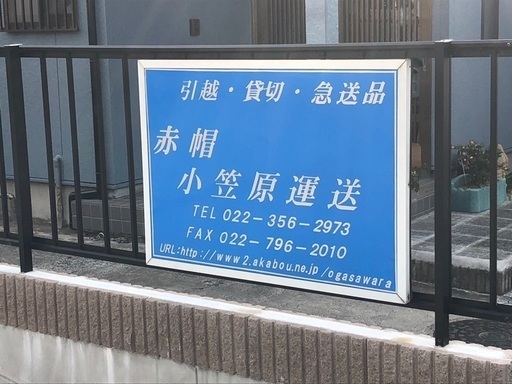 引越・貸切・急送品
赤帽
小笠原運送
TEL 022-356-2973
FAX 022-796-2010
URL:http://www2.akabou.ne.jp/ogasawara